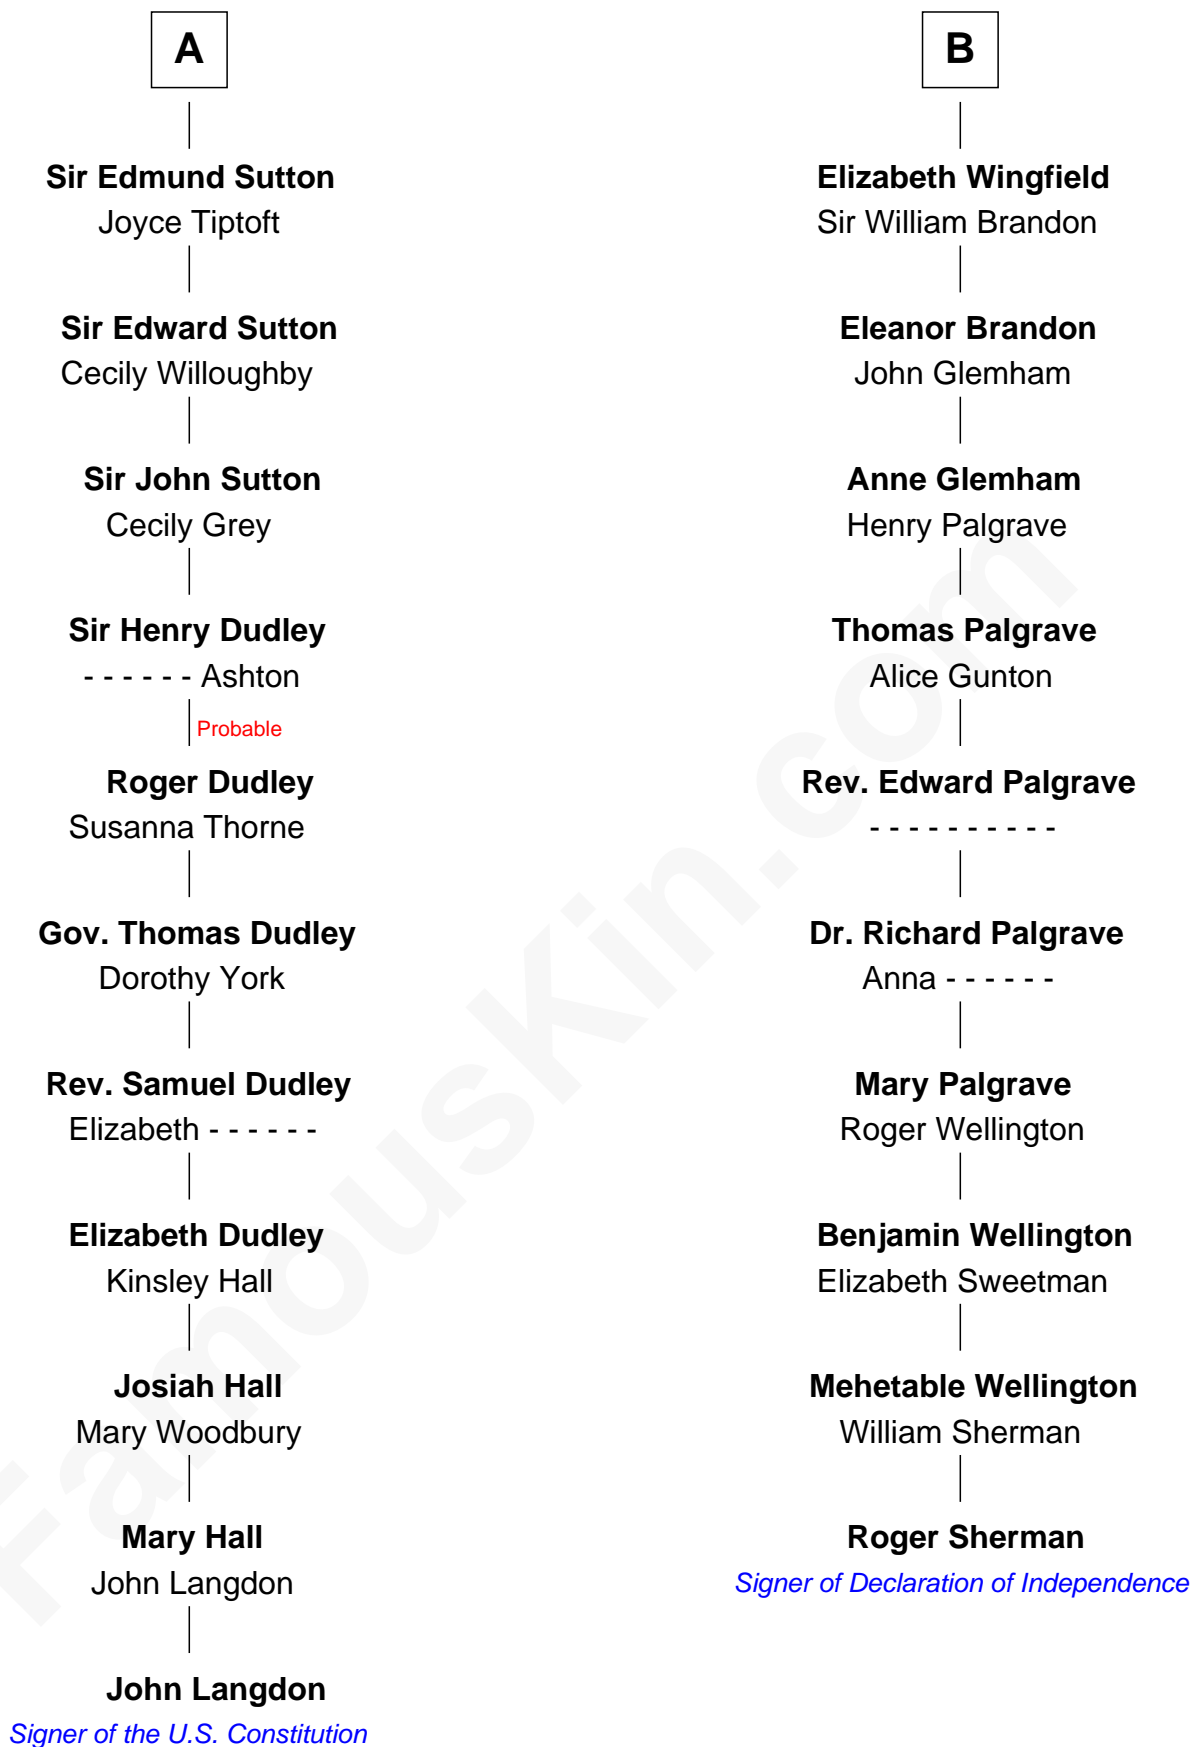 A
Sir Edmund Sutton
Joyce Tiptoft
Sir Edward Sutton
Cecily Willoughby
Sir John Sutton
Cecily Grey
Sir Henry Dudley
- - - - - - Ashton
Probable
Roger Dudley
Susanna Thorne
Gov. Thomas Dudley
Dorothy York
Rev. Samuel Dudley
Elizabeth - - - - - -
Elizabeth Dudley
Kinsley Hall
Josiah Hall
Mary Woodbury
Mary Hall
John Langdon
John Langdon
Signer of the U.S. Constitution
B
Elizabeth Wingfield
Sir William Brandon
Eleanor Brandon
John Glemham
Anne Glemham
Henry Palgrave
Thomas Palgrave
Alice Gunton
Rev. Edward Palgrave
- - - - - - - - - -
Dr. Richard Palgrave
Anna - - - - - -
Mary Palgrave
Roger Wellington
Benjamin Wellington
Elizabeth Sweetman
Mehetable Wellington
William Sherman
Roger Sherman
Signer of Declaration of Independence
FamousKin.com